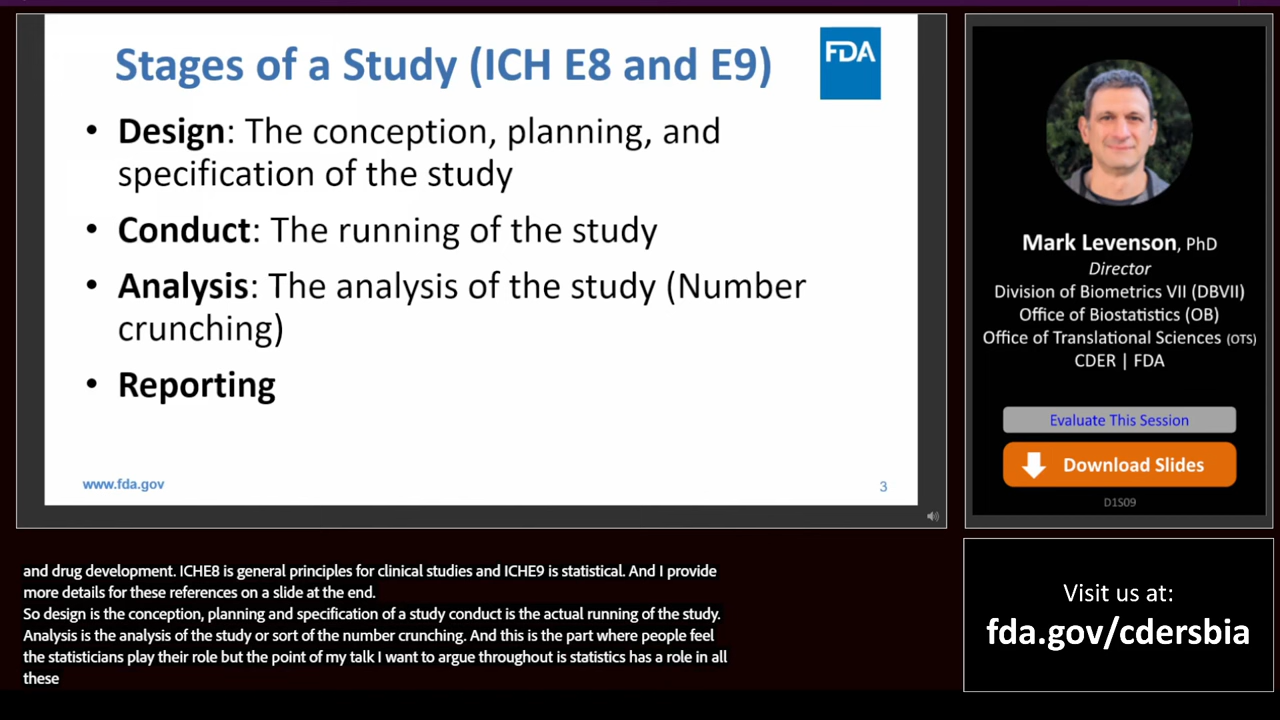 Stages of a Study (ICH E8 and E9)
FDA
• Design: The conception, planning, and
specification of the study
• Conduct: The running of the study
• Analysis: The analysis of the study (Number
crunching)
• Reporting
www.fda.gov
3
Mark Levenson, PhD
Director
Division of Biometrics VII (DBVII)
Office of Biostatistics (OB)
Office of Translational Sciences (OTS)
CDER | FDA
Evaluate This Session
Download Slides
D1S09
and drug development. ICHE8 is general principles for clinical studies and ICHE9 is statistical. And I provide
more details for these references on a slide at the end.
So design is the conception, planning and specification of a study conduct is the actual running of the study.
Analysis is the analysis of the study or sort of the number crunching. And this is the part where people feel
the statisticians play their role but the point of my talk I want to argue throughout is statistics has a role in all
these
Visit us at:
fda.gov/cdersbia